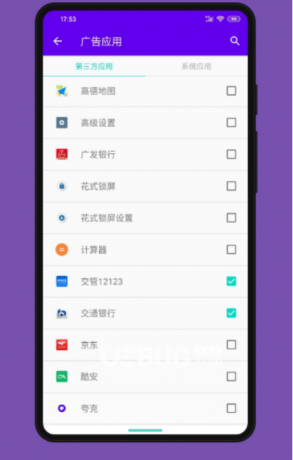 17:53
广告应用
第三方应用
系统应用
高德地图
高级设置
广发银行
花式锁屏
花式锁屏设置
计算器
交管12123
交通银行
京东
酷安
夸克